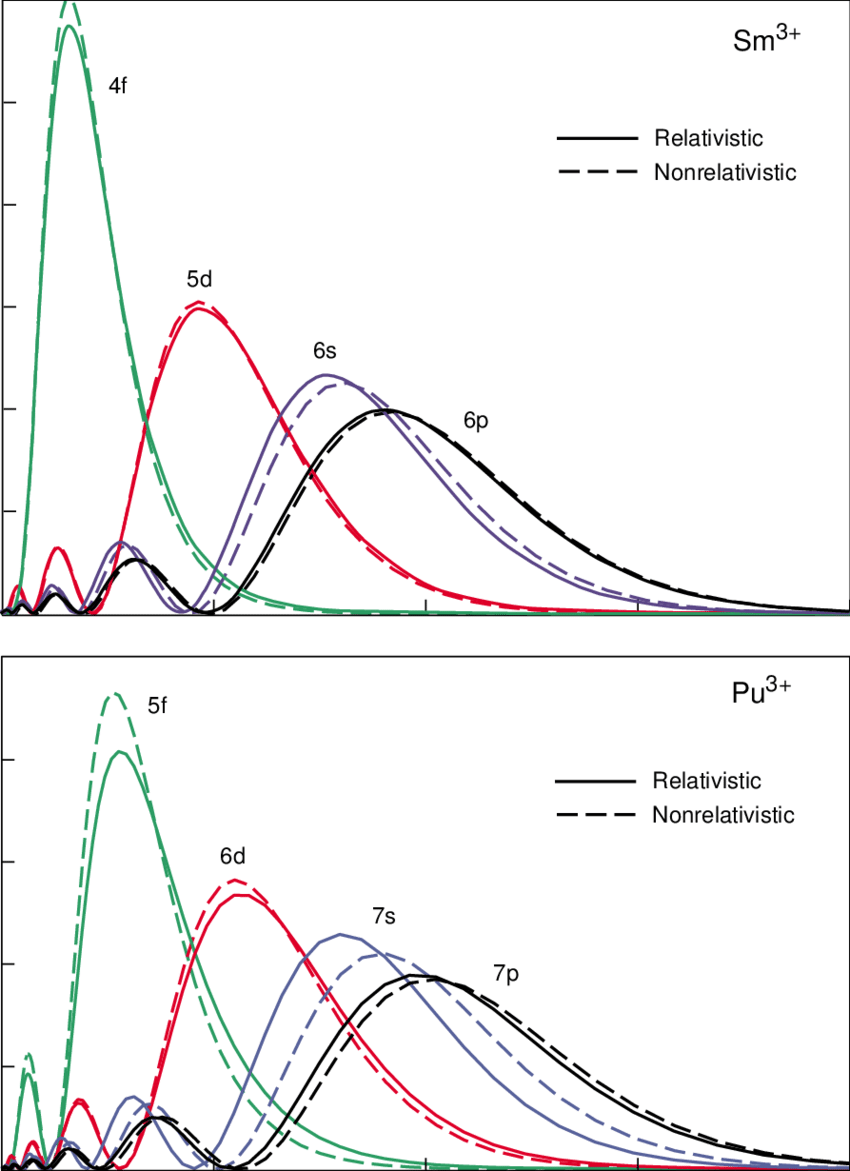 Sm3+
4f
Relativistic
Nonrelativistic
5d
6s
6p
Pu3+
5f
Relativistic
Nonrelativistic
6d
7s
7p